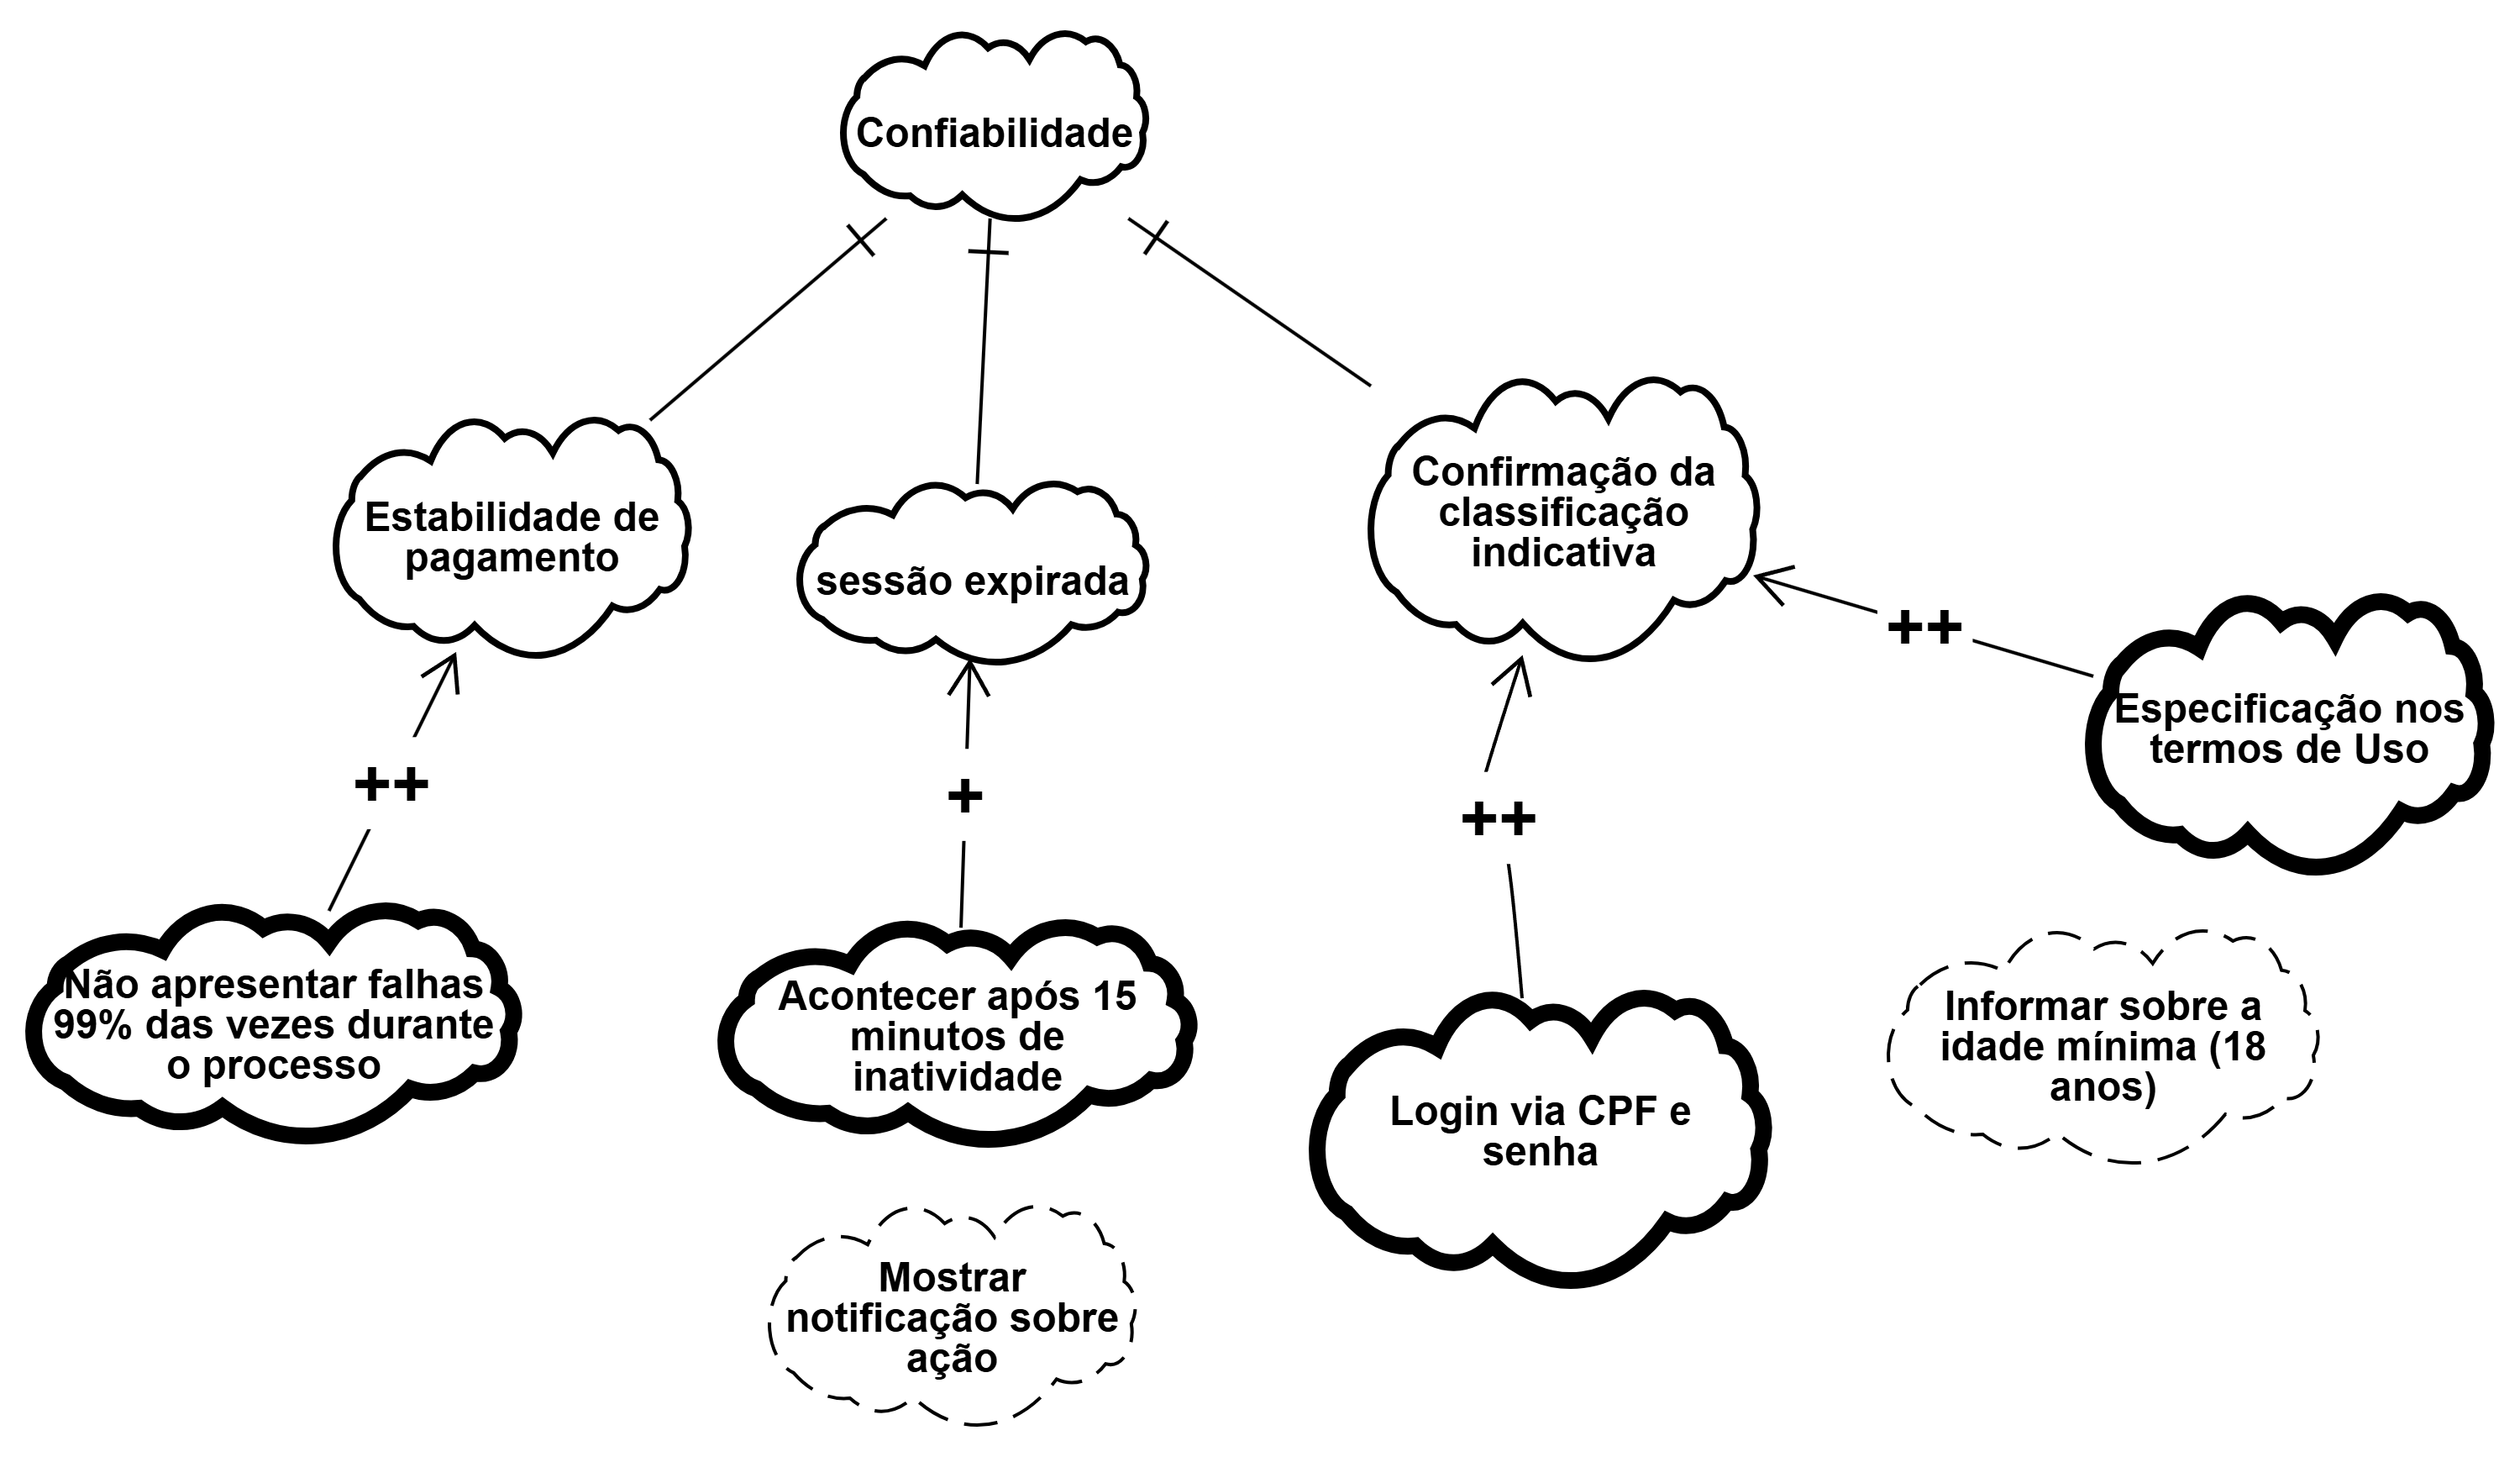 Confiabilidade
Estabilidade de
pagamento
sessão expirada
Confirmação da
classificação
indicativa
++
Especificação nos
termos de Uso
++
+
++
Não apresentar falhas
99% das vezes durante
o processo
Acontecer após 15
minutos de
inatividade
Login via CPF e
senha
Informar sobre a
idade mínima (18
anos)
Mostrar
notificação sobre
ação